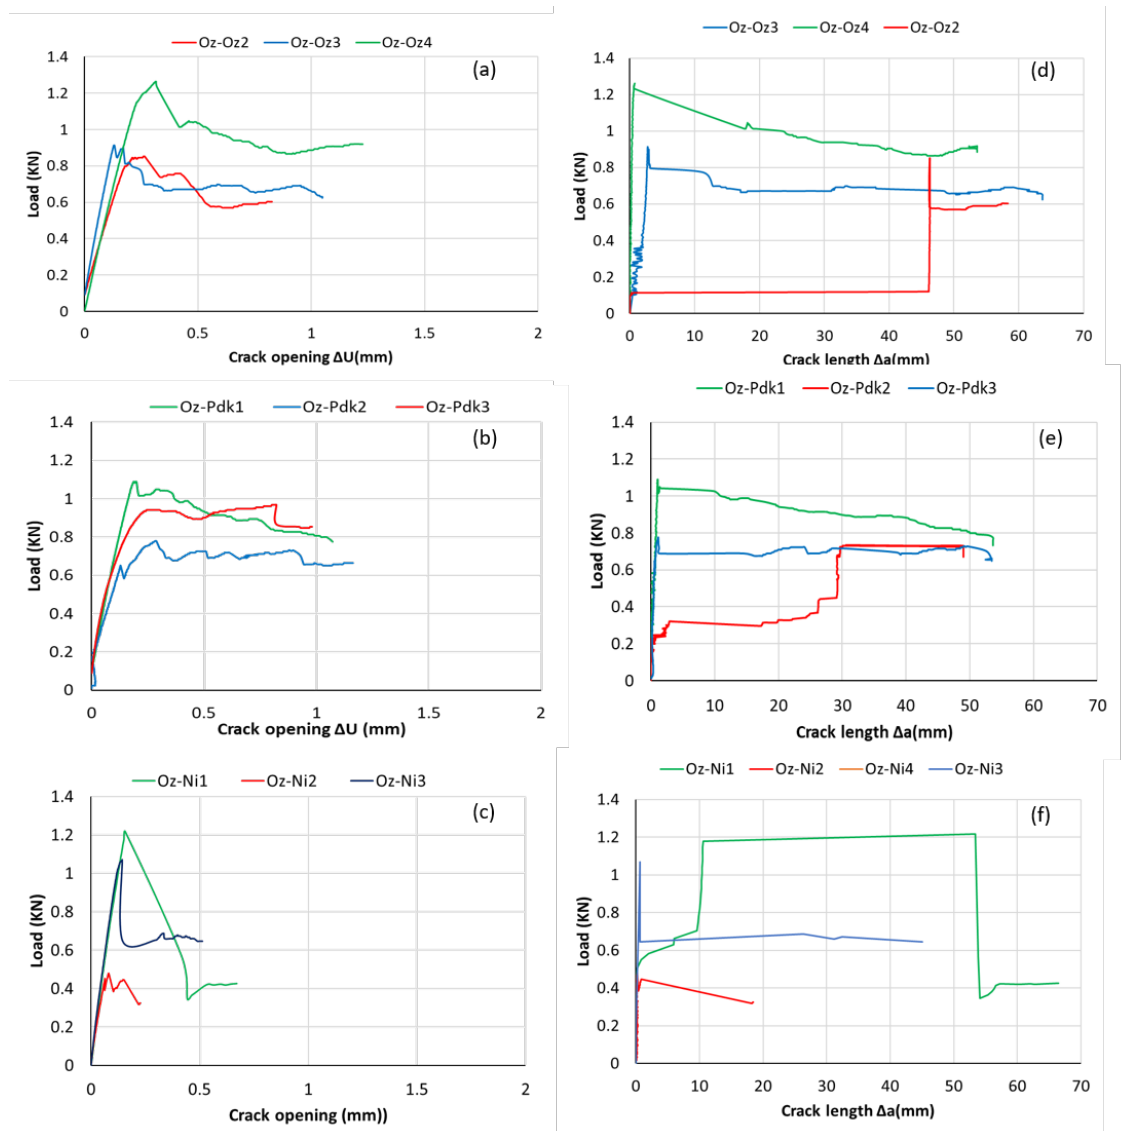 Oz-Oz2 Oz-Oz3 Oz-Oz4
(a)
1.4
1.2
1
0.8
0.6
0.4
0.2
0
Load (KN)
0 0.5 1 1.5 2
Crack opening ΔU(mm)
Oz-Oz3 Oz-Oz4 Oz-Oz2
(d)
1.4
1.2
1
0.8
0.6
0.4
0.2
0
Load (KN)
0 10 20 30 40 50 60 70
Crack length Δa(mm)
Oz-Pdk1 Oz-Pdk2 Oz-Pdk3
(b)
1.4
1.2
1
0.8
0.6
0.4
0.2
0
Load (KN)
0 0.5 1 1.5 2
Crack opening ΔU (mm)
Oz-Pdk1 Oz-Pdk2 Oz-Pdk3
(e)
1.4
1.2
1
0.8
0.6
0.4
0.2
0
Load (KN)
0 10 20 30 40 50 60 70
Crack length Δa(mm)
Oz-Ni1 Oz-Ni2 Oz-Ni3
(c)
1.4
1.2
1
0.8
0.6
0.4
0.2
0
Load (KN)
0 0.5 1 1.5 2
Crack opening (mm))
Oz-Ni1 Oz-Ni2 Oz-Ni4 Oz-Ni3
(f)
1.4
1.2
1
0.8
0.6
0.4
0.2
0
Load (KN)
0 10 20 30 40 50 60 70
Crack length Δa(mm)